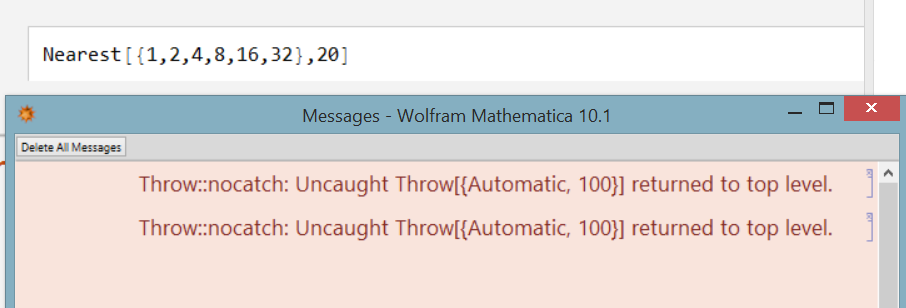 Nearest[{1,2,4,8,16,32},20]
Messages - Wolfram Mathematica 10.1
Delete All Messages
Throw::nocatch: Uncaught Throw[{Automatic, 100}] returned to top level.
Throw::nocatch: Uncaught Throw[{Automatic, 100}] returned to top level.